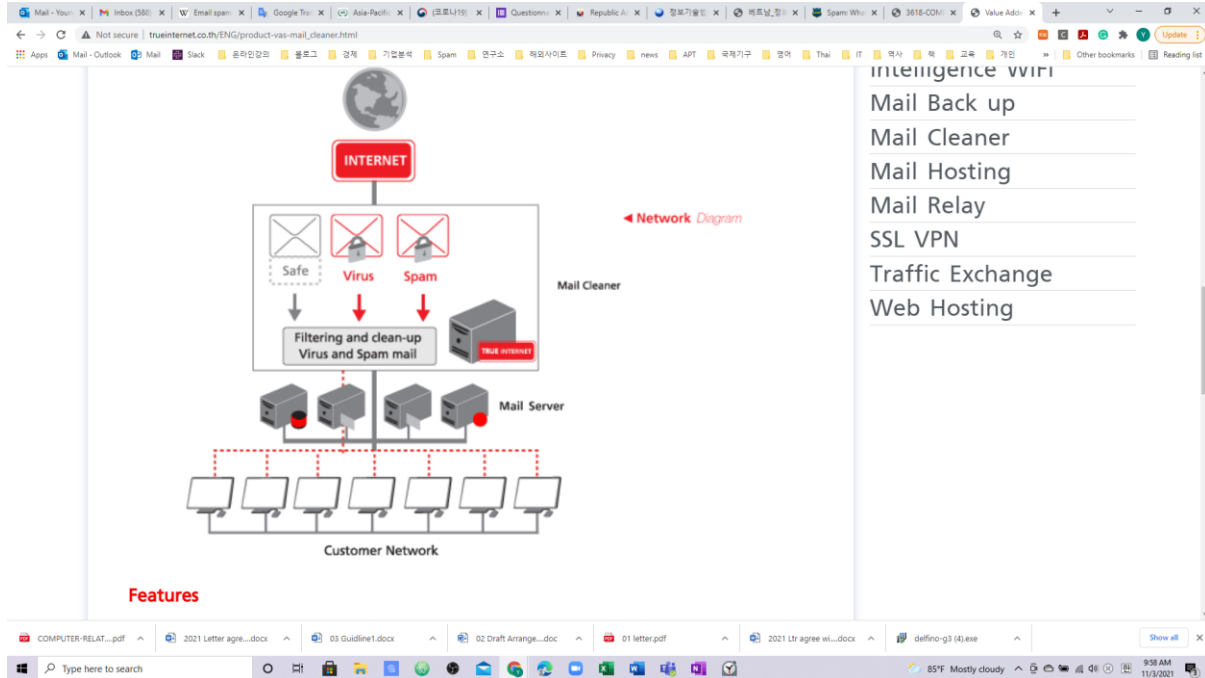 Mail - Youn
Inbox (588)
Email spam
Google Tra
Asia-Pacific
(코로나19)
Questionna
Republic A
정보기술법
베트남_정
Spam: Whe
3618-COM
Value Adde
Not secure | trueinternet.co.th/ENG/product-vas-mail_cleaner.html
Update
Apps
Mail - Outlook
Mail
Slack
온라인강의
블로그
경제
기업분석
Spam
연구소
해외사이트
Privacy
news
APT
국제기구
영어
Thai
IT
역사
책
교육
개인
»
Other bookmarks
Reading list
INTERNET
Safe
Virus
Spam
Filtering and clean-up
Virus and Spam mail
TRUE INTERNET
Mail Cleaner
Network Diagram
Mail Server
Customer Network
Features
Intelligence WiFi
Mail Back up
Mail Cleaner
Mail Hosting
Mail Relay
SSL VPN
Traffic Exchange
Web Hosting
COMPUTER-RELAT....pdf
2021 Letter agre....docx
03 Guidline1.docx
02 Draft Arrange....doc
01 letter.pdf
2021 Ltr agree wi....docx
delfino-g3 (4).exe
Show all
Type here to search
85°F Mostly cloudy
9:58 AM
11/3/2021